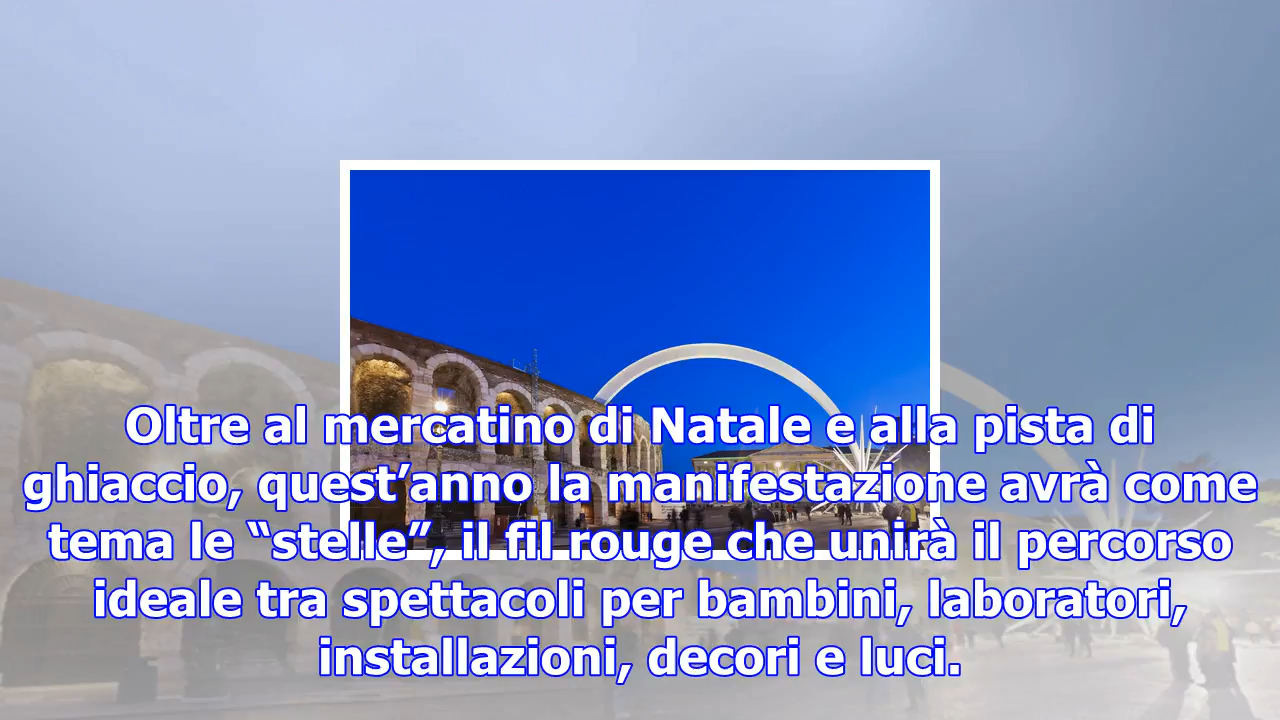 Oltre al mercatino di Natale e alla pista di
ghiaccio, quest’anno la manifestazione avrà come
tema le “stelle”, il fil rouge che unirà il percorso
ideale tra spettacoli per bambini, laboratori,
installazioni, decori e luci.